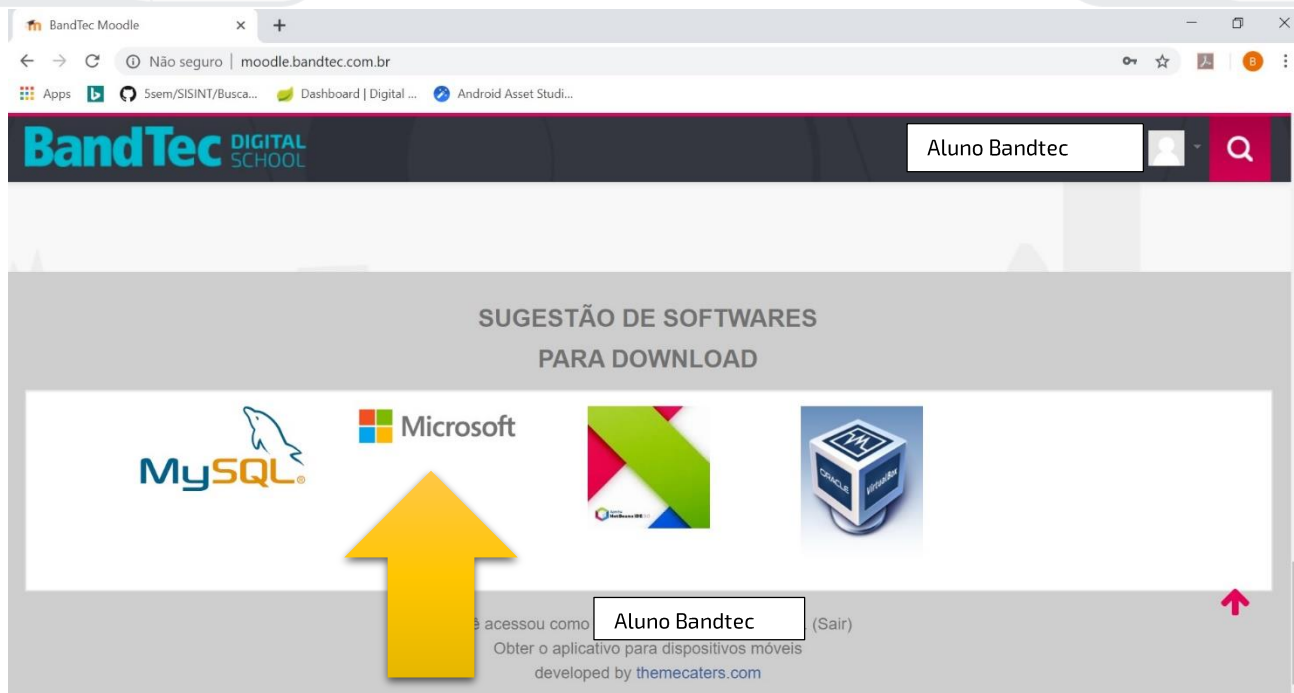 BandTec Moodle
Não seguro | moodle.bandtec.com.br
B
Apps
5sem/SISINT/Busca...
Dashboard | Digital ...
Android Asset Studi...
BandTec DIGITAL SCHOOL
Aluno Bandtec
SUGESTÃO DE SOFTWARES
PARA DOWNLOAD
MySQL®
Microsoft
NetBeans IDE
ORACLE
VirtualBox
acessou como Aluno Bandtec (Sair)
Obter o aplicativo para dispositivos móveis
developed by themecaters.com